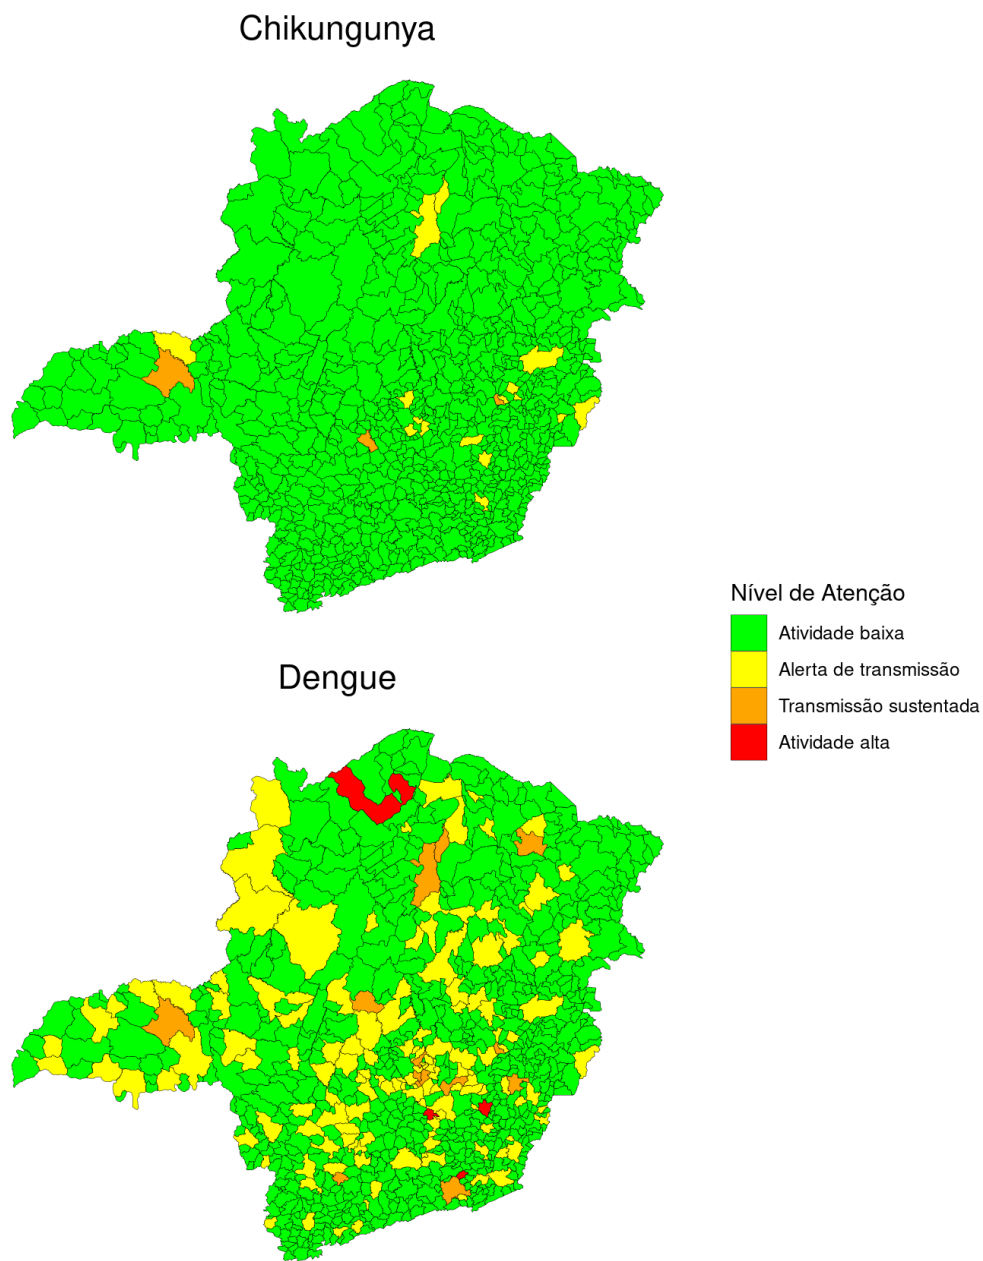 Chikungunya
Nível de Atenção
Atividade baixa
Alerta de transmissão
Transmissão sustentada
Atividade alta
Dengue